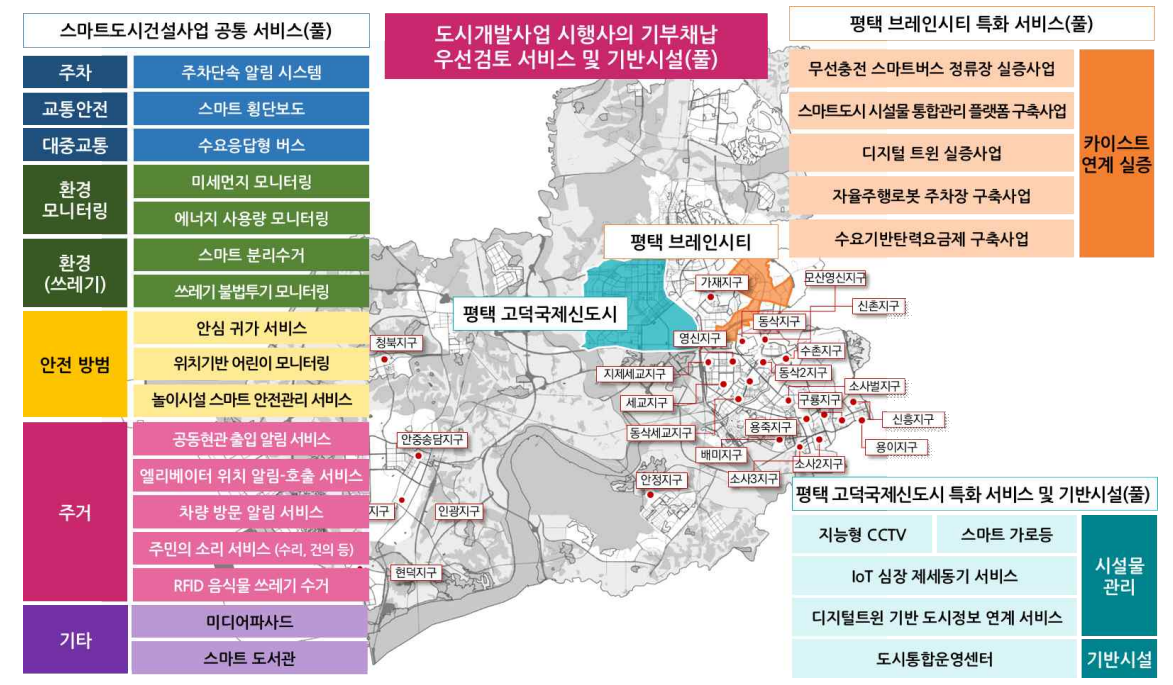 스마트도시건설사업 공통 서비스(풀)
주차
주차단속 알림 시스템
교통안전
스마트 횡단보도
대중교통
수요응답형 버스
환경
모니터링
미세먼지 모니터링
에너지 사용량 모니터링
환경
(쓰레기)
스마트 분리수거
쓰레기 불법투기 모니터링
안전 방범
안심 귀가 서비스
위치기반 어린이 모니터링
놀이시설 스마트 안전관리 서비스
주거
공동현관 출입 알림 서비스
엘리베이터 위치 알림-호출 서비스
차량 방문 알림 서비스
주민의 소리 서비스 (수리, 건의 등)
RFID 음식물 쓰레기 수거
기타
미디어파사드
스마트 도서관
도시개발사업 시행사의 기부채납
우선검토 서비스 및 기반시설(풀)
평택 브레인시티
평택 고덕국제신도시
가재지구
모산영신지구
신촌지구
동삭지구
영신지구
수촌지구
청북지구
지제세교지구
동삭2지구
소사벌지구
세교지구
구룡지구
신흥지구
동삭세교지구
용죽지구
안중송담지구
용이지구
배미지구
소사2지구
안정지구
소사3지구
지구
인광지구
현덕지구
평택 브레인시티 특화 서비스(풀)
무선충전 스마트버스 정류장 실증사업
스마트도시 시설물 통합관리 플랫폼 구축사업
디지털 트윈 실증사업
자율주행로봇 주차장 구축사업
수요기반탄력요금제 구축사업
카이스트
연계 실증
평택 고덕국제신도시 특화 서비스 및 기반시설(풀)
지능형 CCTV
스마트 가로등
IoT 심장 제세동기 서비스
디지털트윈 기반 도시정보 연계 서비스
시설물
관리
도시통합운영센터
기반시설